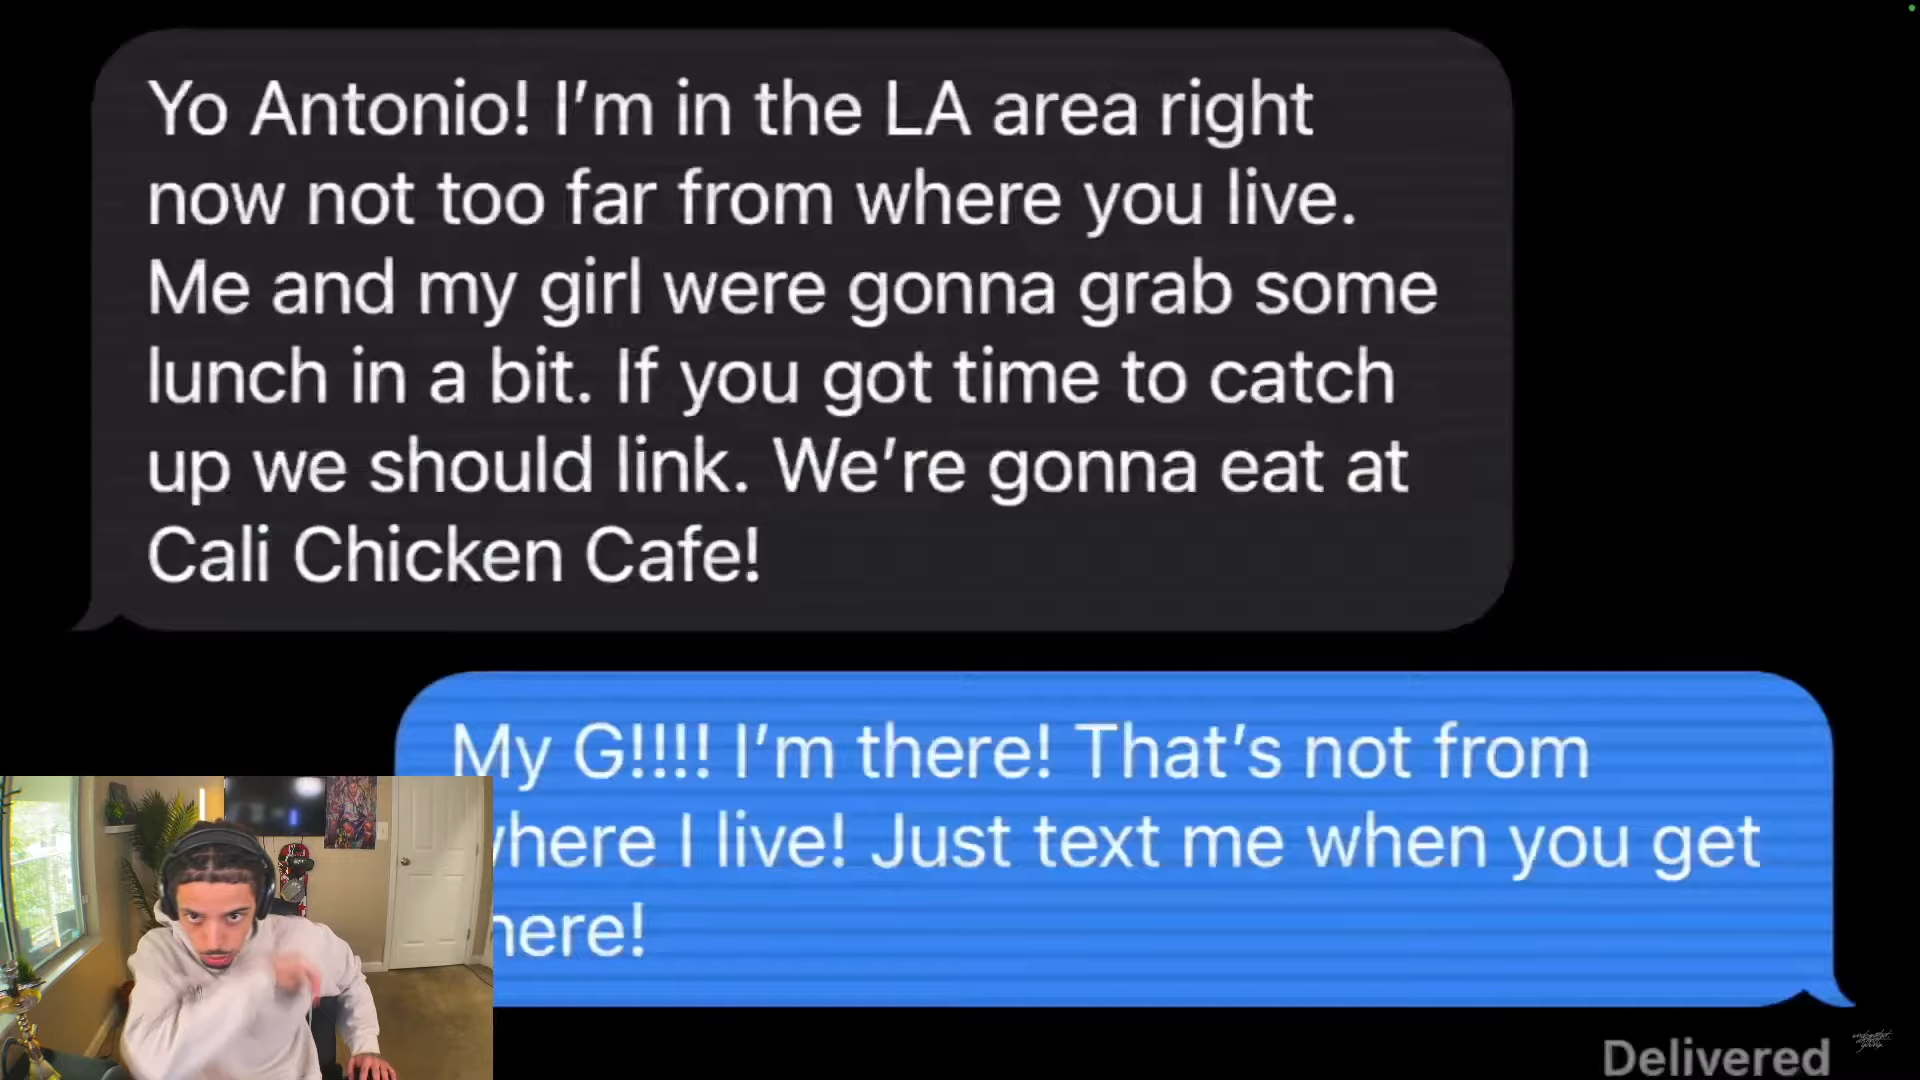 Yo Antonio! I'm in the LA area right
now not too far from where you live.
Me and my girl were gonna grab some
lunch in a bit. If you got time to catch
up we should link. We're gonna eat at
Cali Chicken Cafe!
My G!!!! I'm there! That's not from
where I live! Just text me when you get
here!
Delivered